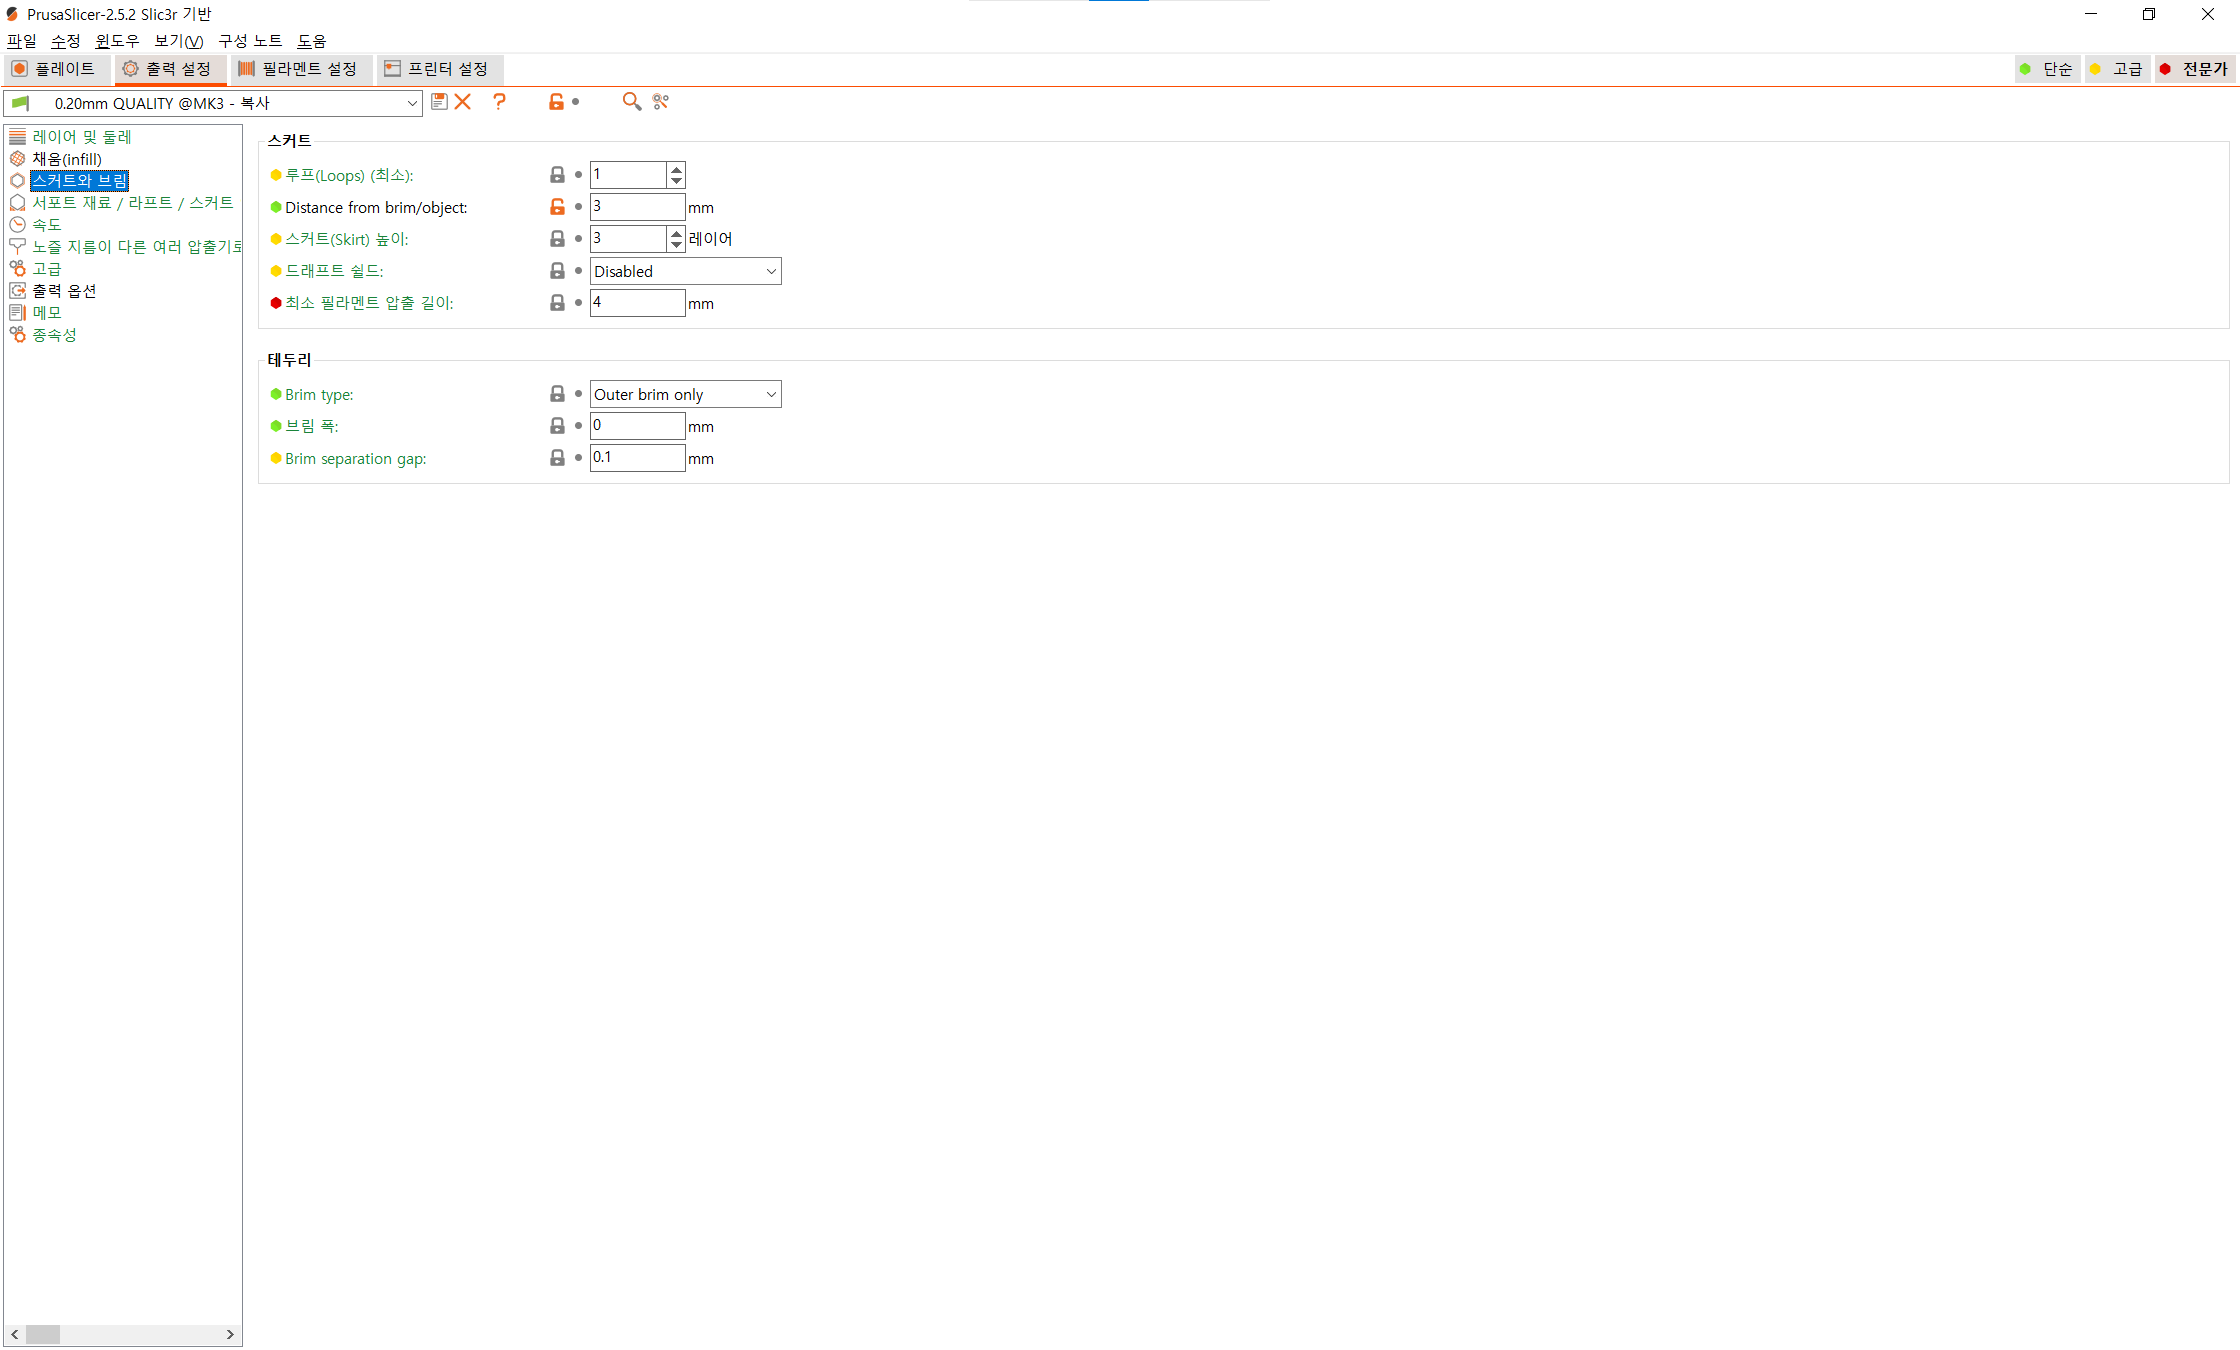 PrusaSlicer-2.5.2 Slic3r 기반
파일 수정 윈도우 보기(V) 구성 노트 도움
플레이트 출력 설정 필라멘트 설정 프린터 설정 단순 고급 전문가
0.20mm QUALITY @MK3 - 복사
레이어 및 둘레
채움(infill)
스커트와 브림
서포트 재료 / 라프트 / 스커트
속도
노즐 지름이 다른 여러 압출기로
고급
출력 옵션
메모
종속성
스커트
루프(Loops) (최소): 1
Distance from brim/object: 3 mm
스커트(Skirt) 높이: 3 레이어
드래프트 쉴드: Disabled
최소 필라멘트 압출 길이: 4 mm
테두리
Brim type: Outer brim only
브림 폭: 0 mm
Brim separation gap: 0.1 mm